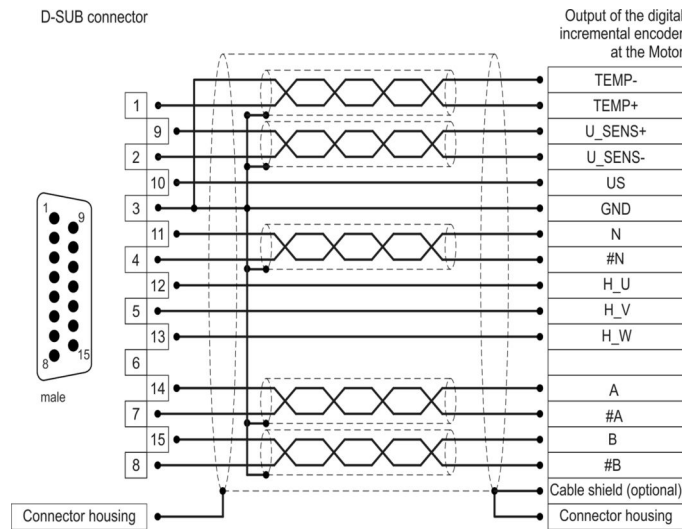 D-SUB connector
Output of the digital
incremental encoder
at the Motor
TEMP-
1
TEMP+
9
U_SENS+
2
U_SENS-
10
US
3
GND
11
N
4
#N
12
H_U
5
H_V
13
H_W
6
14
A
7
#A
15
B
8
#B
1
9
8
15
male
Cable shield (optional)
Connector housing
Connector housing